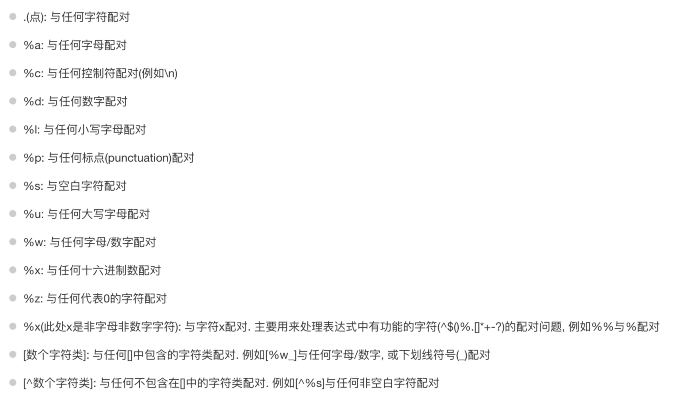 .(点): 与任何字符配对
%a: 与任何字母配对
%c: 与任何控制符配对(例如\n)
%d: 与任何数字配对
%l: 与任何小写字母配对
%p: 与任何标点(punctuation)配对
%s: 与空白字符配对
%u: 与任何大写字母配对
%w: 与任何字母/数字配对
%x: 与任何十六进制数配对
%z: 与任何代表0的字符配对
%x(此处x是非字母非数字字符): 与字符x配对. 主要用来处理表达式中有功能的字符(^$()%.[]*+-?)的配对问题, 例如%%与%配对
[数个字符类]: 与任何[]中包含的字符类配对. 例如[%w_]与任何字母/数字, 或下划线符号(_)配对
[^数个字符类]: 与任何不包含在[]中的字符类配对. 例如[^%s]与任何非空白字符配对